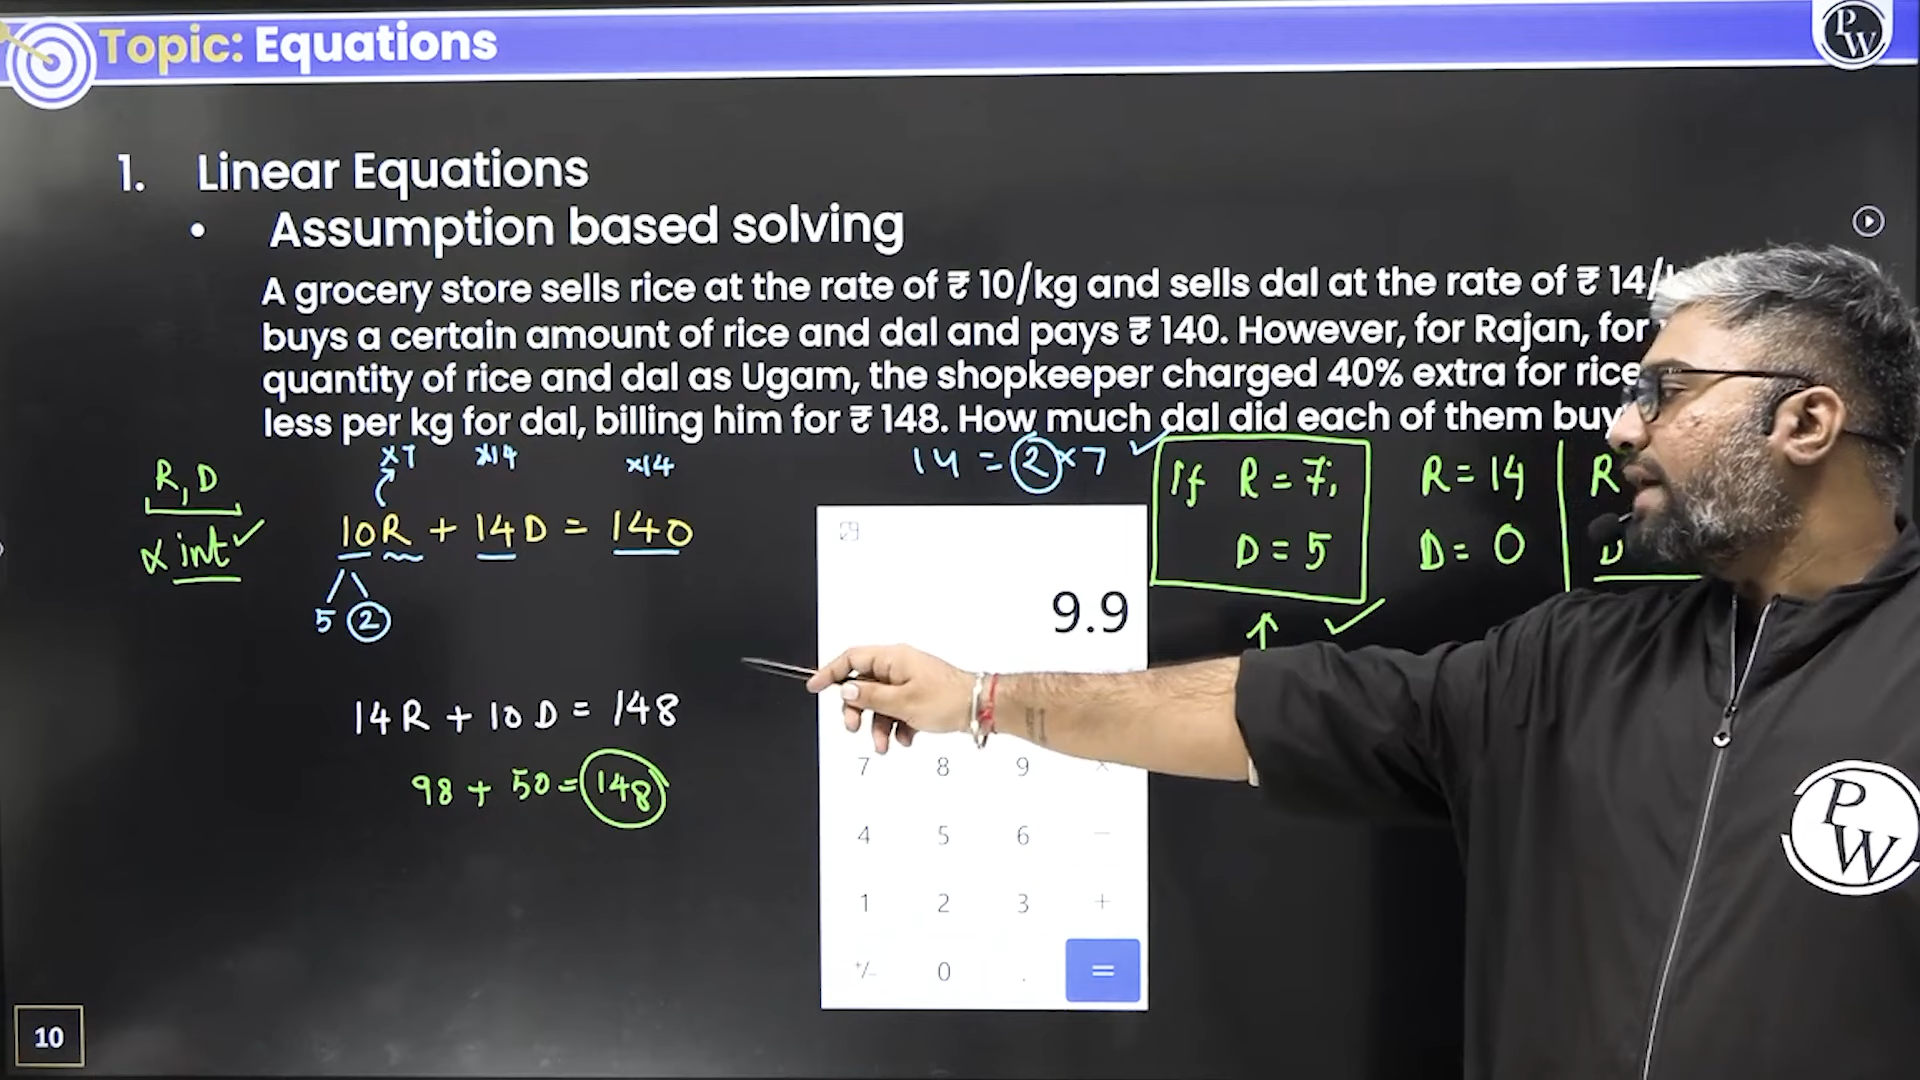 Topic: Equations
PW
1. Linear Equations
• Assumption based solving
A grocery store sells rice at the rate of ₹ 10/kg and sells dal at the rate of ₹ 14/
buys a certain amount of rice and dal and pays ₹ 140. However, for Rajan, for
quantity of rice and dal as Ugam, the shopkeeper charged 40% extra for rice
less per kg for dal, billing him for ₹ 148. How much dal did each of them buy
×7 ×14 ×14
14 = 2 × 7 ✓
R, D
∝ int ✓
10R + 14D = 140
5 2
If R = 7;
D = 5
R = 14
D = 0
R
9.9
14R + 10D = 148
98 + 50 = 148
7 8 9 ×
4 5 6 −
1 2 3 +
+/− 0 . =
PW
10